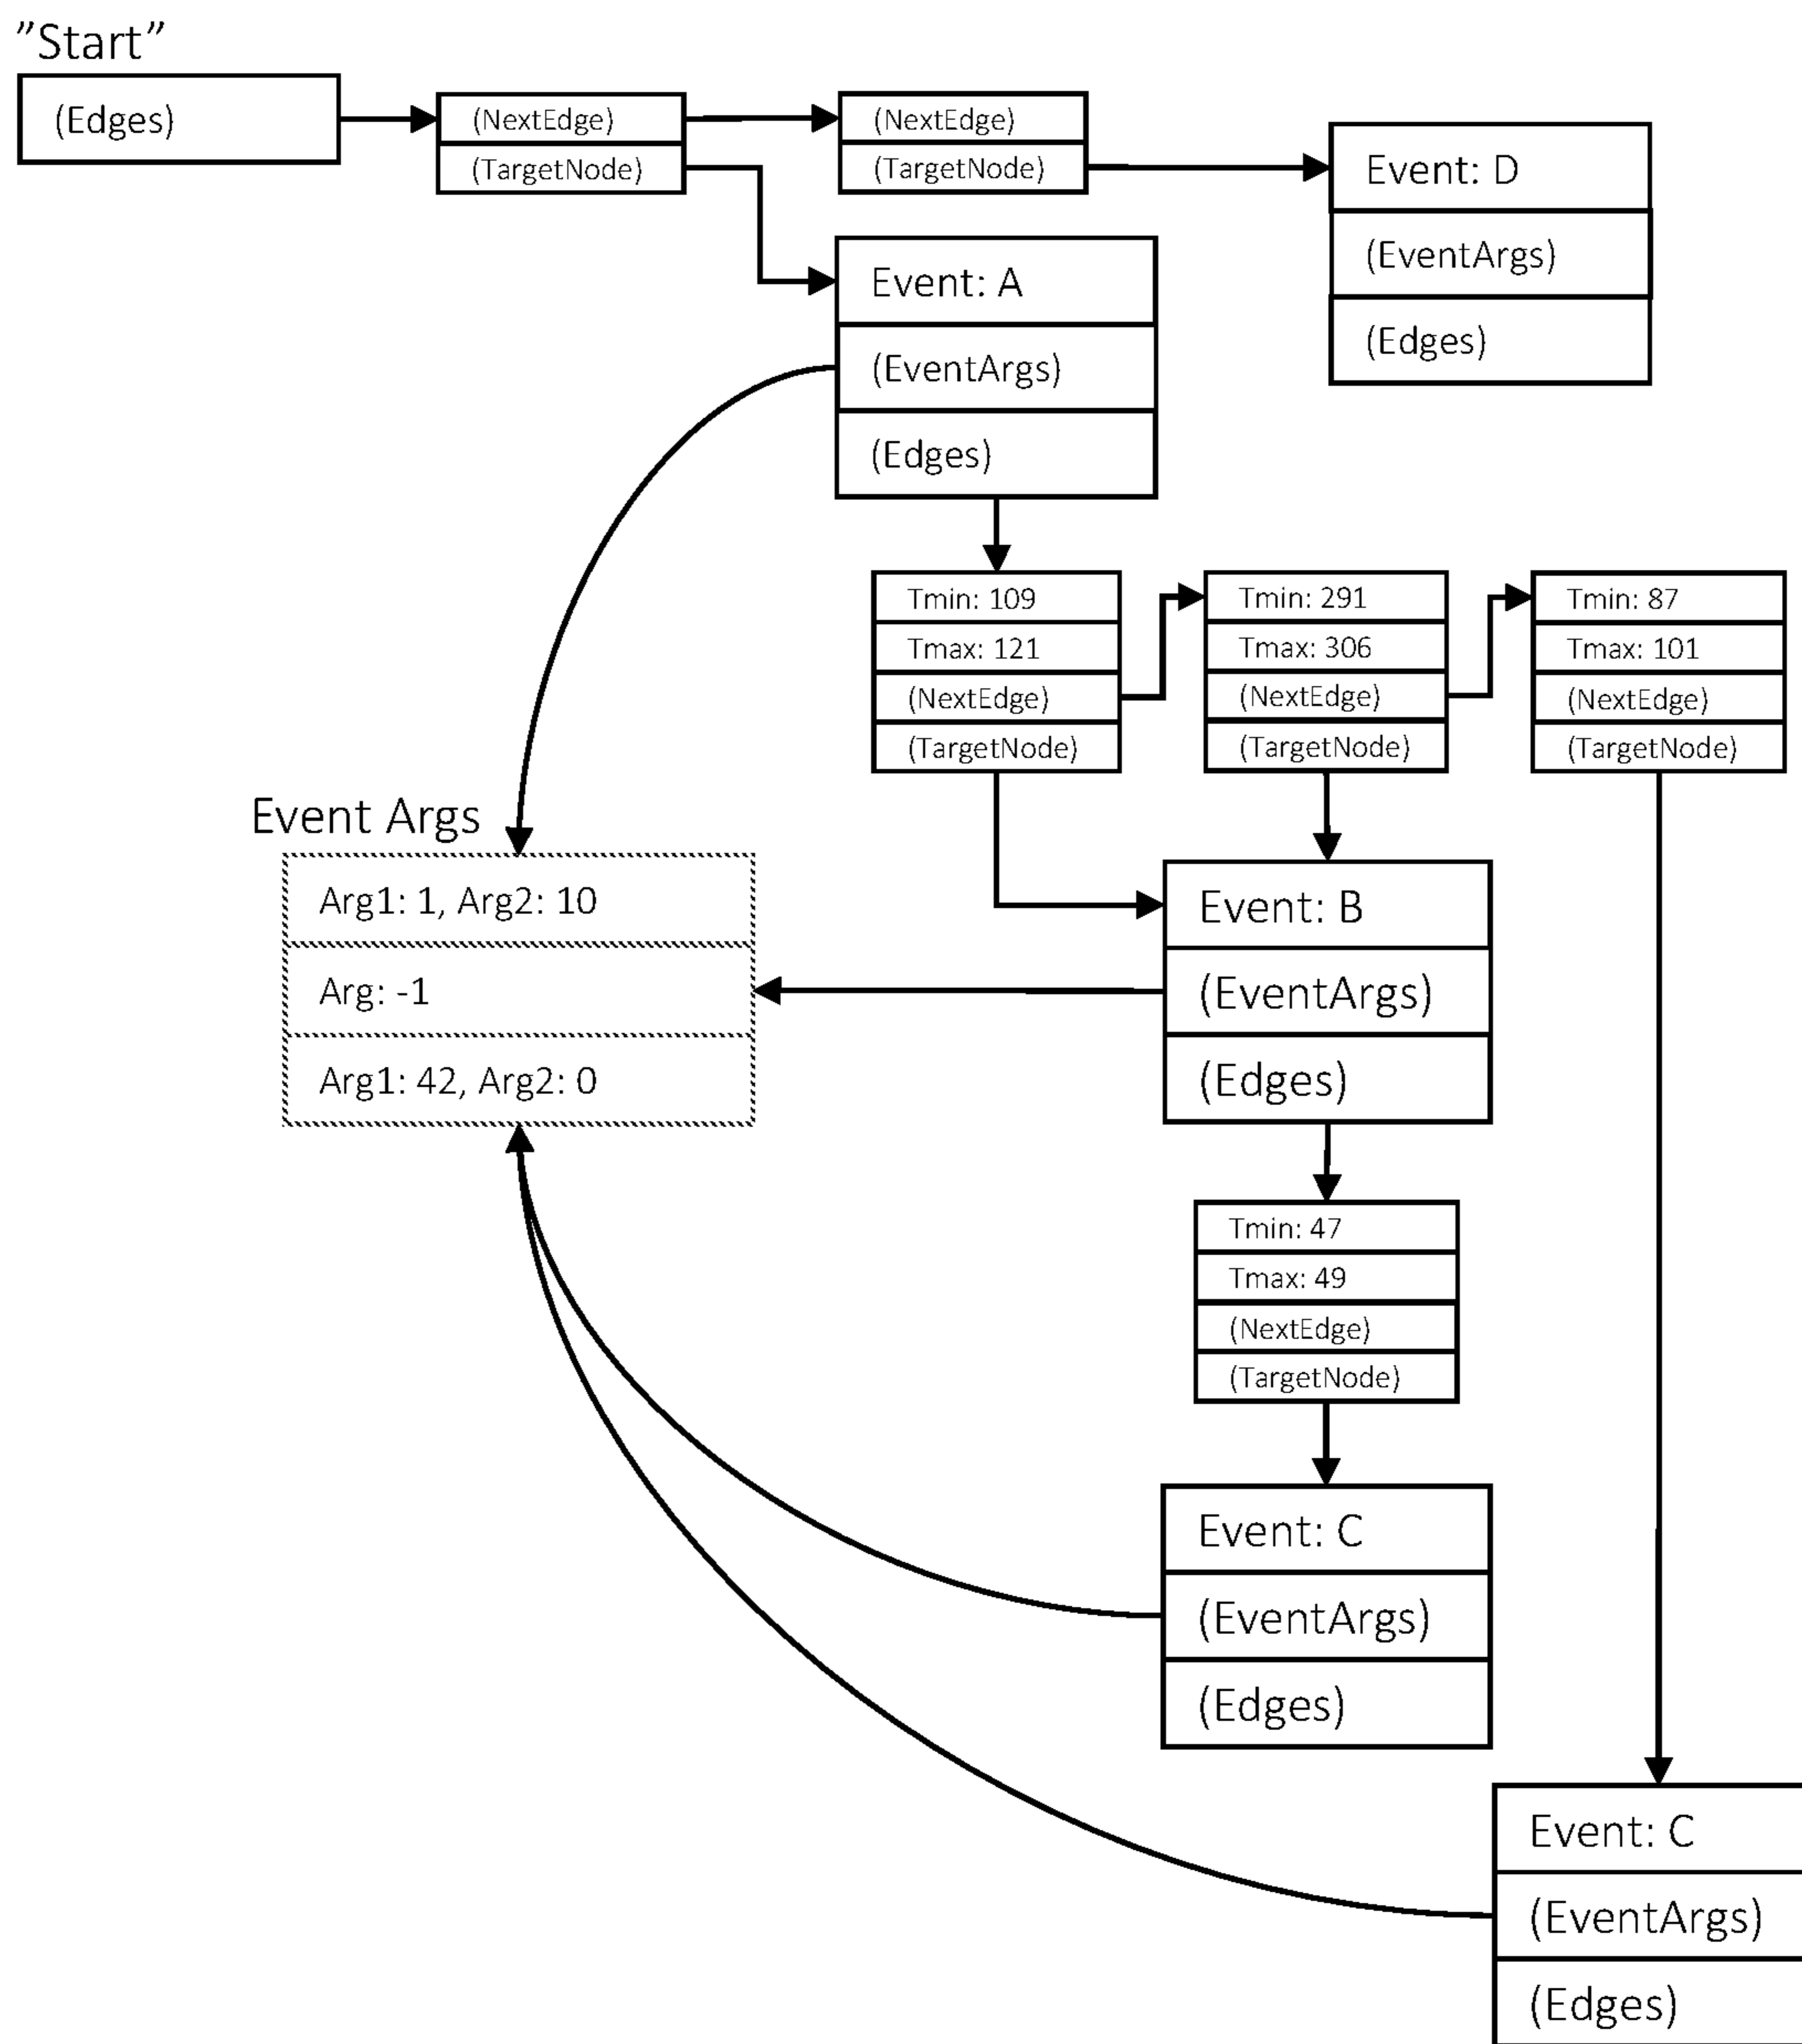 ”Start”
(Edges)
(NextEdge)
(TargetNode)
(NextEdge)
(TargetNode)
Event: D
(EventArgs)
(Edges)
Event: A
(EventArgs)
(Edges)
Tmin: 109
Tmax: 121
(NextEdge)
(TargetNode)
Tmin: 291
Tmax: 306
(NextEdge)
(TargetNode)
Tmin: 87
Tmax: 101
(NextEdge)
(TargetNode)
Event Args
Arg1: 1, Arg2: 10
Arg: -1
Arg1: 42, Arg2: 0
Event: B
(EventArgs)
(Edges)
Tmin: 47
Tmax: 49
(NextEdge)
(TargetNode)
Event: C
(EventArgs)
(Edges)
Event: C
(EventArgs)
(Edges)